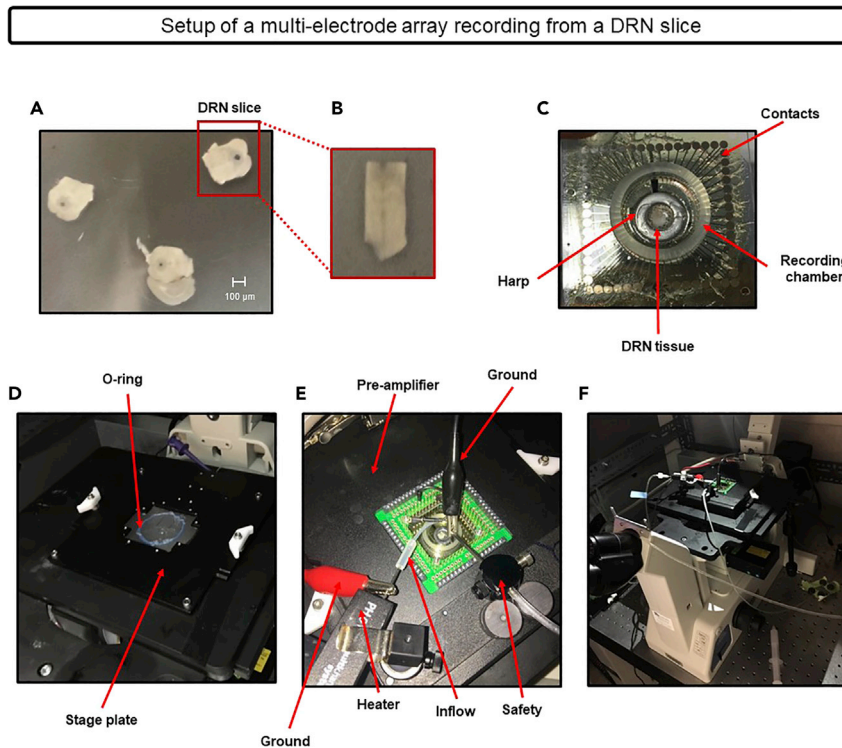 Setup of a multi-electrode array recording from a DRN slice
A
DRN slice
B
C
Contacts
100 µm
Harp
Recording
chamber
DRN tissue
D
O-ring
E
Pre-amplifier
Ground
F
Stage plate
Heater
Inflow
Safety
Ground